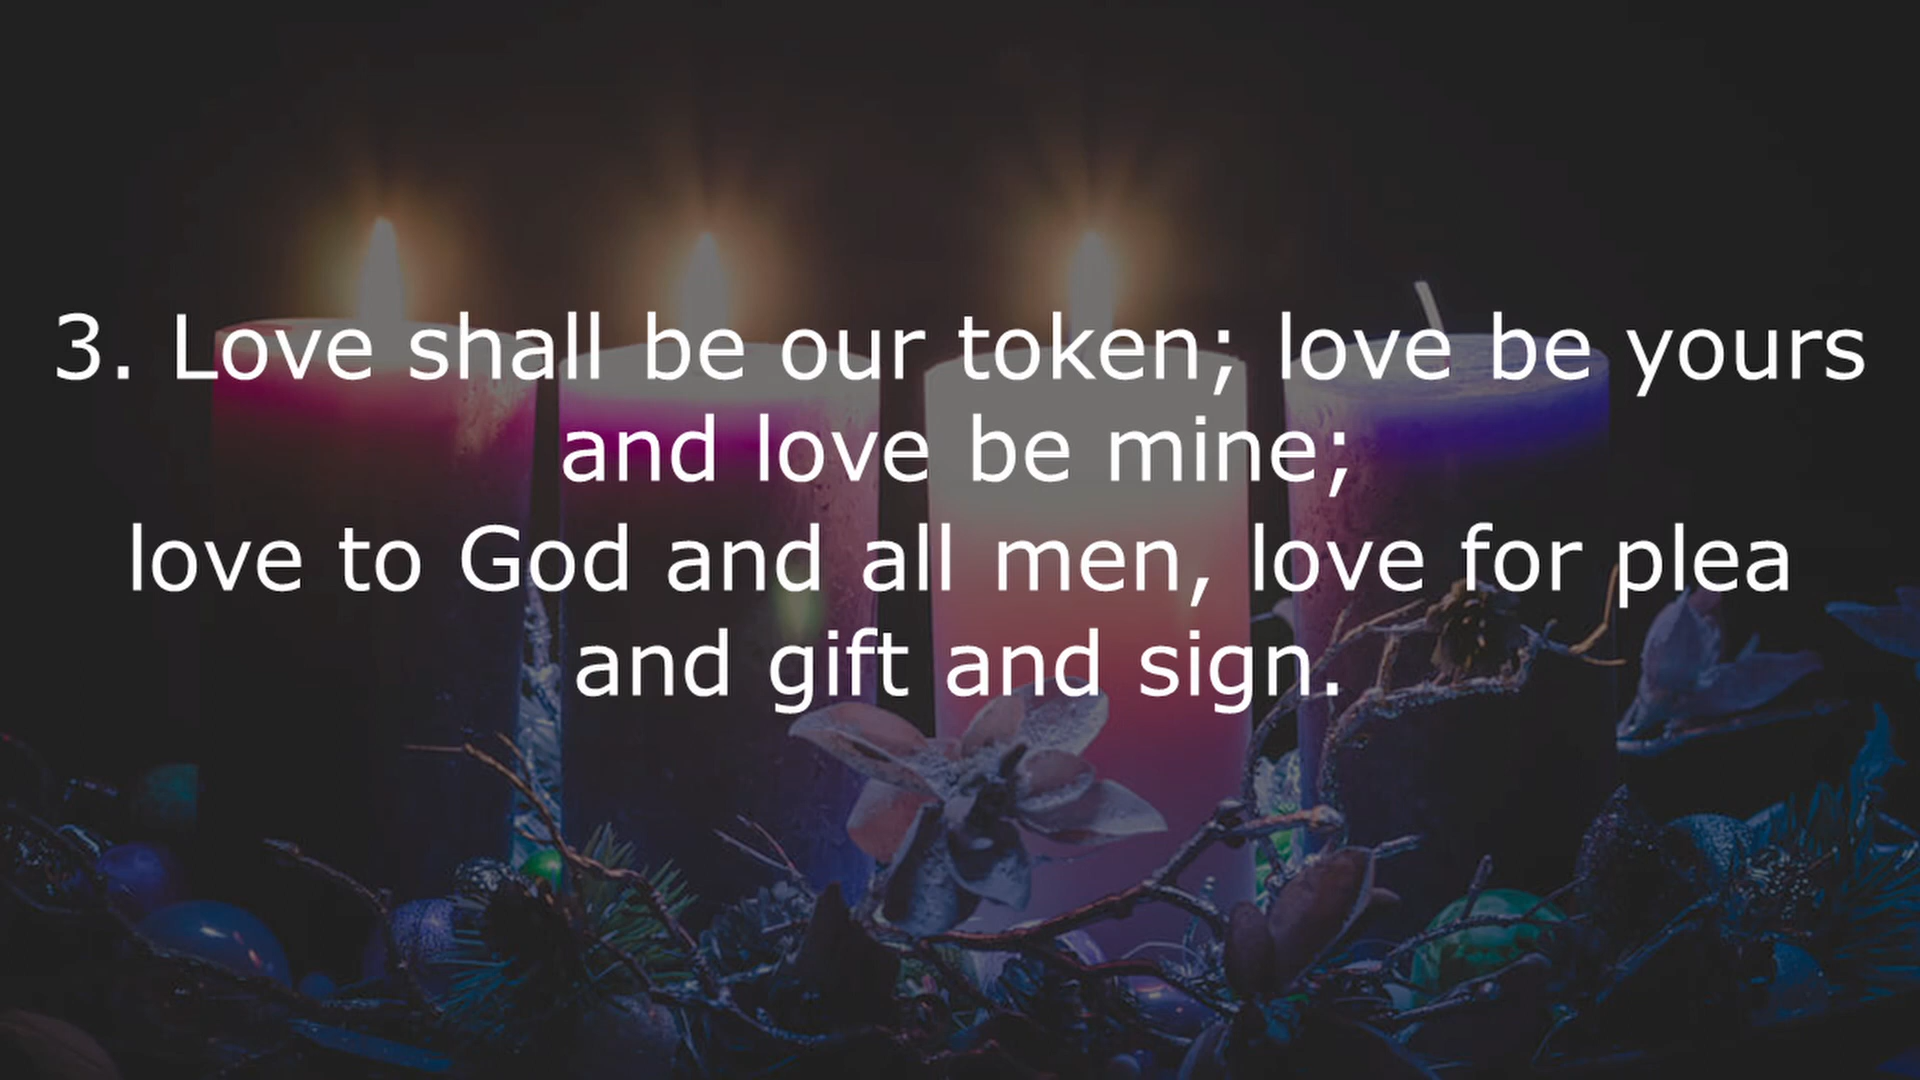 3. Love shall be our token; love be yours
and love be mine;
love to God and all men, love for plea
and gift and sign.